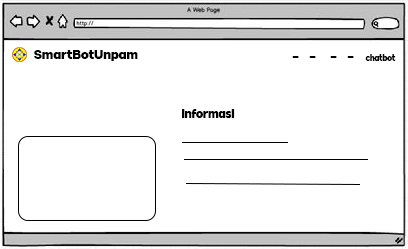 A Web Page
http://
SmartBotUnpam
chatbot
Informasi